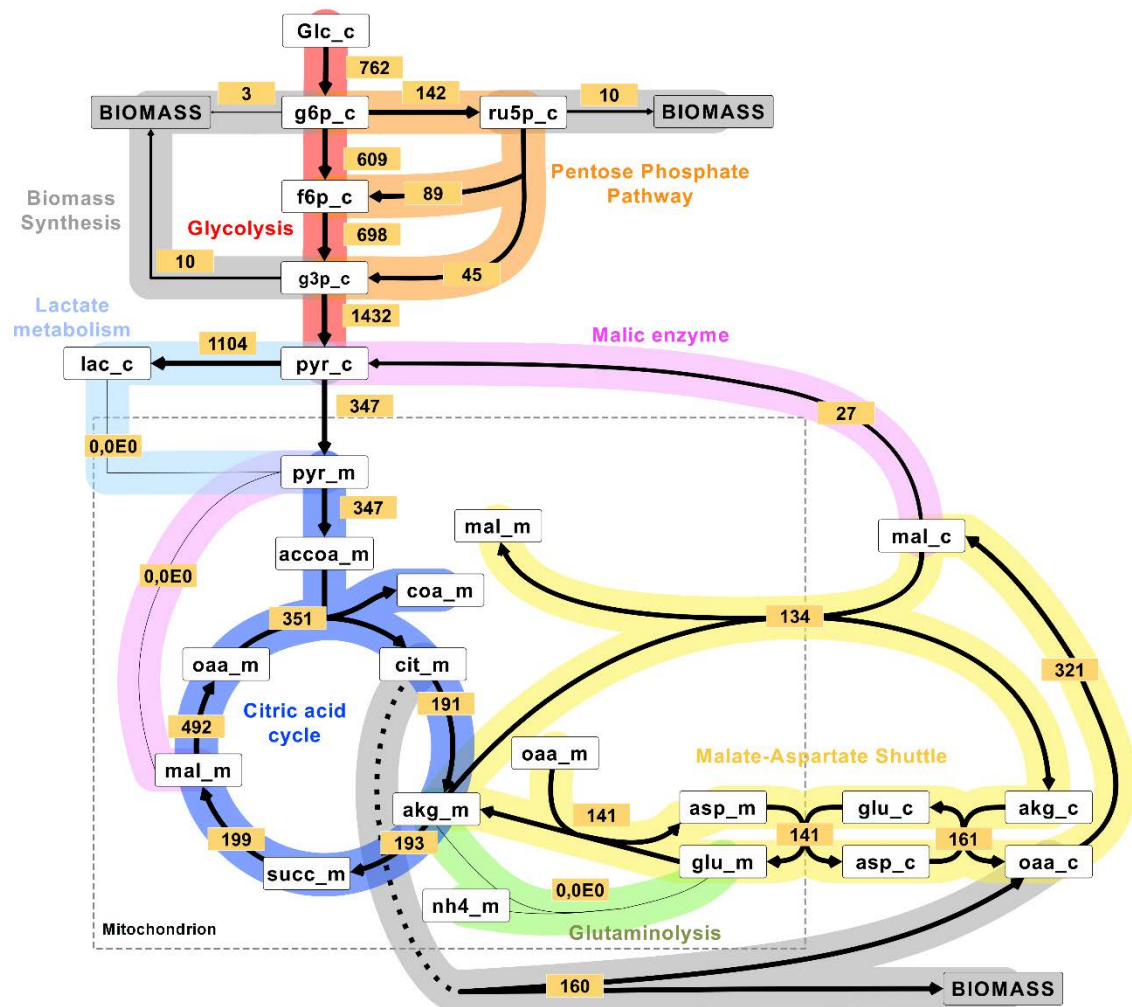 Glc_c
762
3
142
10
BIOMASS
g6p_c
ru5p_c
BIOMASS
609
Pentose Phosphate
Pathway
Biomass
Synthesis
f6p_c
89
Glycolysis
698
10
g3p_c
45
Lactate
metabolism
1432
1104
Malic enzyme
lac_c
pyr_c
347
27
0,0E0
pyr_m
347
mal_m
mal_c
accoa_m
0,0E0
coa_m
351
134
oaa_m
cit_m
321
191
Citric acid
cycle
492
oaa_m
Malate-Aspartate Shuttle
mal_m
akg_m
asp_m
glu_c
akg_c
141
193
141
161
199
glu_m
asp_c
oaa_c
succ_m
0,0E0
nh4_m
Mitochondrion
Glutaminolysis
160
BIOMASS